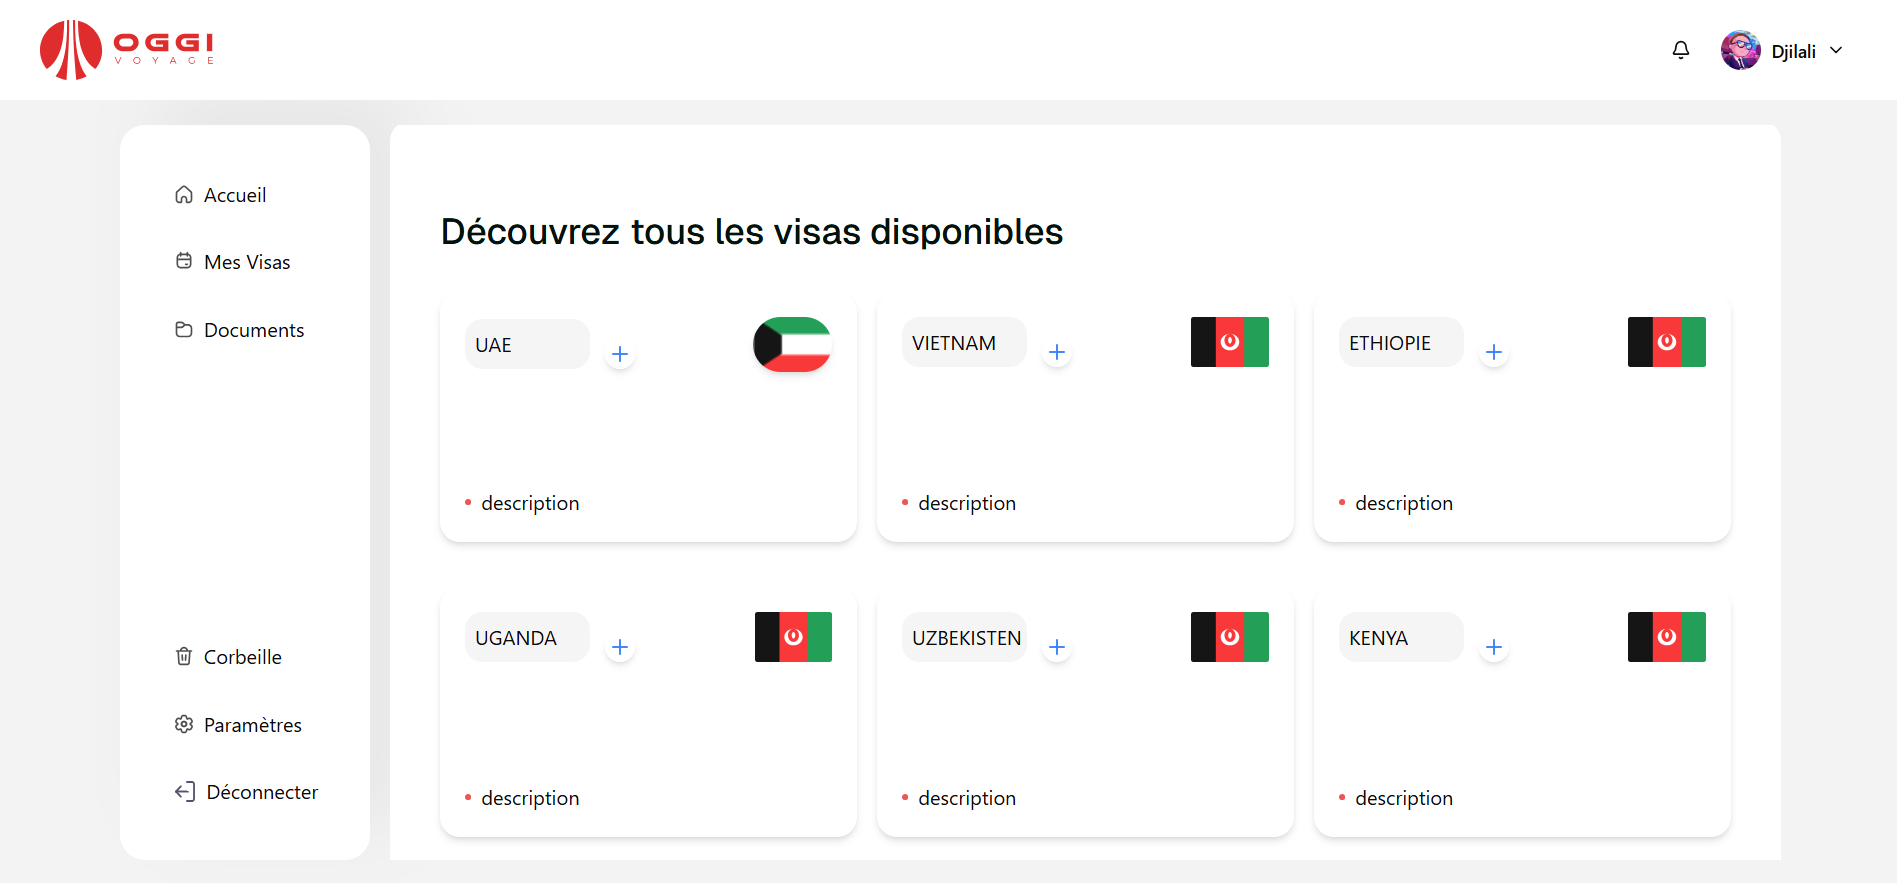 OGGI
VOYAGE
Djilali
Accueil
Mes Visas
Documents
Corbeille
Paramètres
Déconnecter
Découvrez tous les visas disponibles
UAE
description
VIETNAM
description
ETHIOPIE
description
UGANDA
description
UZBEKISTEN
description
KENYA
description